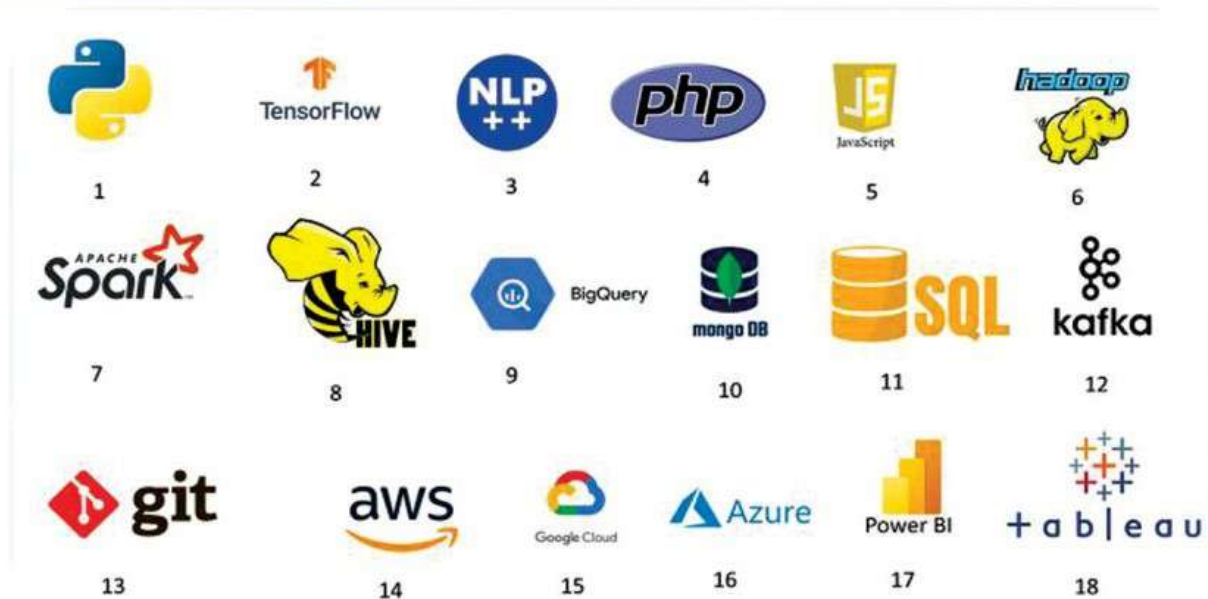 TensorFlow
NLP
++
php
JS
JavaScript
hadoop
1
2
3
4
5
6
APACHE
Spark
HIVE
BigQuery
mongo DB
SQL
kafka
7
8
9
10
11
12
git
aws
Google Cloud
Azure
Power BI
+ a b | e a u
13
14
15
16
17
18